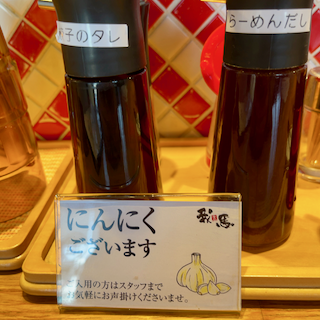 子のタレ
らーめんだし
にんにく
ございます
ご入用の方はスタッフまで
お気軽にお声掛けくださいませ。